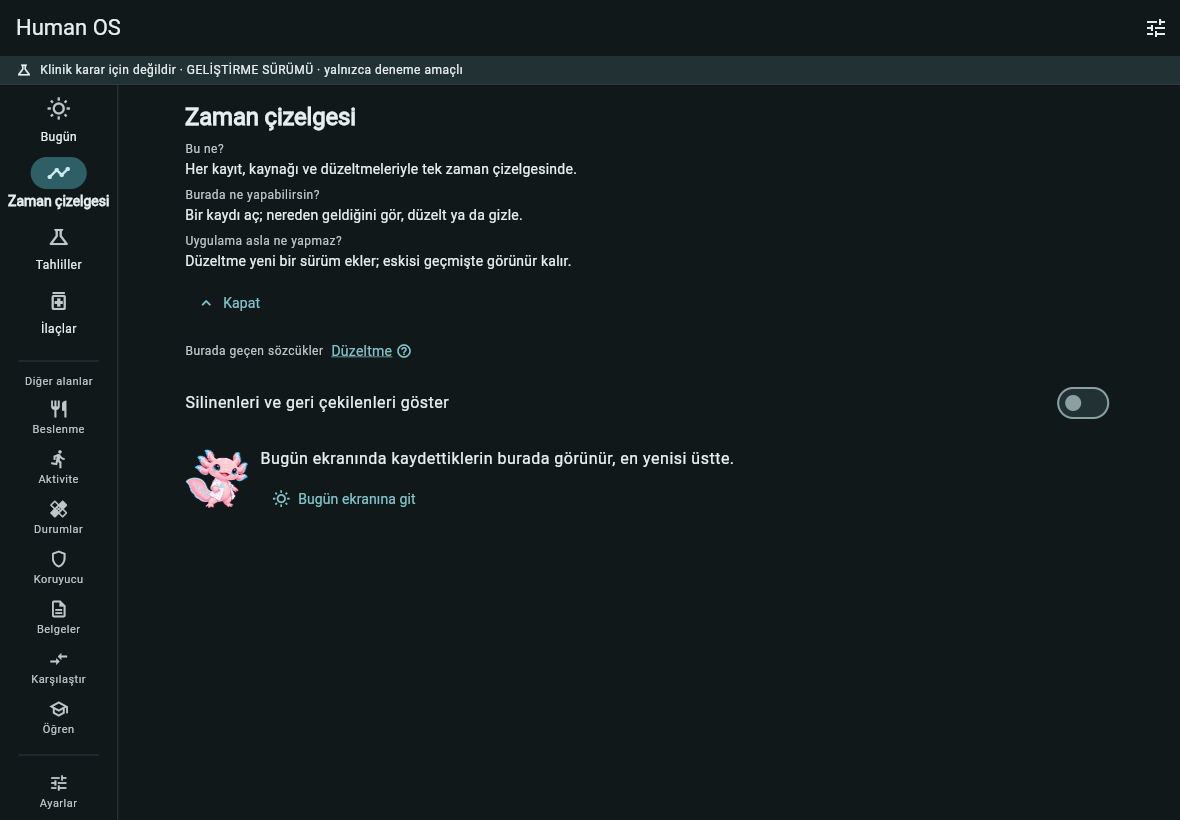 Human OS
Klinik karar için değildir · GELİŞTİRME SÜRÜMÜ · yalnızca deneme amaçlı
Bugün
Zaman çizelgesi
Tahliller
İlaçlar
Diğer alanlar
Beslenme
Aktivite
Durumlar
Koruyucu
Belgeler
Karşılaştır
Öğren
Ayarlar
Zaman çizelgesi
Bu ne?
Her kayıt, kaynağı ve düzeltmeleriyle tek zaman çizelgesinde.
Burada ne yapabilirsin?
Bir kaydı aç; nereden geldiğini gör, düzelt ya da gizle.
Uygulama asla ne yapmaz?
Düzeltme yeni bir sürüm ekler; eskisi geçmişte görünür kalır.
Kapat
Burada geçen sözcükler Düzeltme
Silinenleri ve geri çekilenleri göster
Bugün ekranında kaydettiklerin burada görünür, en yenisi üstte.
Bugün ekranına git